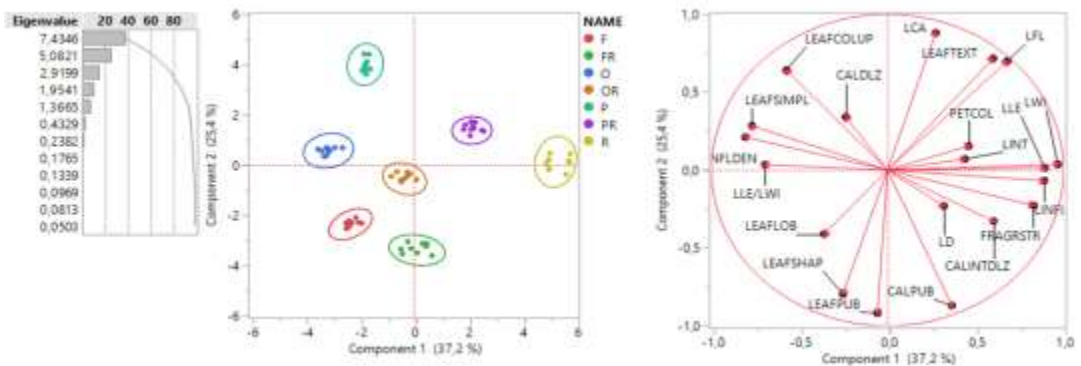 Eigenvalue 20 40 60 80
7,4346
5,0821
2,9199
1,9541
1,3665
0,4329
0,2382
0,1765
0,1339
0,0969
0,0813
0,0503
Component 2 (25,4 %)
6
4
2
0
-2
-4
-6
-6 -4 -2 0 2 4 6
Component 1 (37,2 %)
NAME
F
FR
O
OR
P
PR
R
Component 2 (25,4 %)
1,0
0,5
0,0
-0,5
-1,0
-1,0 -0,5 0,0 0,5 1,0
Component 1 (37,2 %)
LCA
LEAFCOLUP
LEAFTEXT
LFL
CALDLZ
LEAFSIMPL
PETCOL
LLE
LWI
LINT
NFLDEN
LLE/LWI
LINFL
LEAFLOB
LD
FRAGRSTR
CALINTDLZ
LEAFSHAP
CALPUB
LEAFPUB